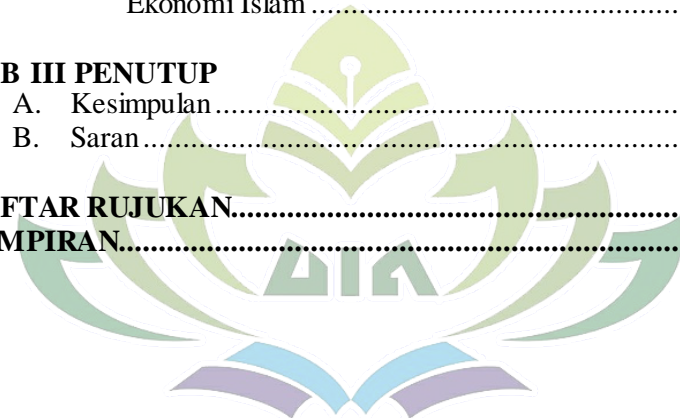 Ekonomi Islam ..................................................
B III PENUTUP
A. Kesimpulan ..............................................................
B. Saran ........................................................................
FTAR RUJUKAN............................................................
MPIRAN...........................................................................